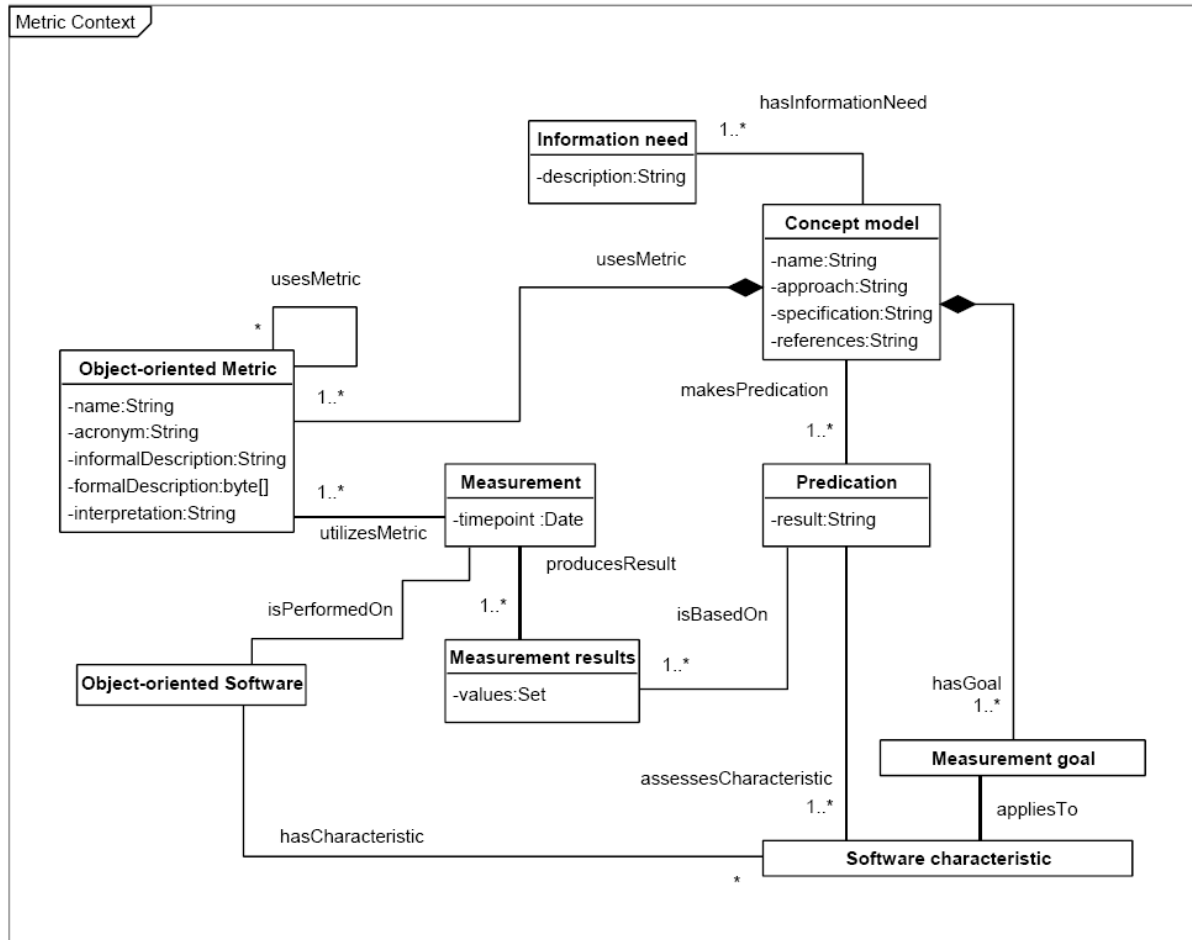 Metric Context
hasInformationNeed
1..*
Information need
-description:String
Concept model
-name:String
-approach:String
-specification:String
-references:String
usesMetric
usesMetric
*
Object-oriented Metric
-name:String
-acronym:String
-informalDescription:String
-formalDescription:byte[]
-interpretation:String
1..*
makesPredication
1..*
1..*
utilizesMetric
Measurement
-timepoint :Date
Predication
-result:String
producesResult
1..*
isPerformedOn
isBasedOn
1..*
Object-oriented Software
Measurement results
-values:Set
hasGoal
1..*
Measurement goal
assessesCharacteristic
1..*
appliesTo
hasCharacteristic
*
Software characteristic